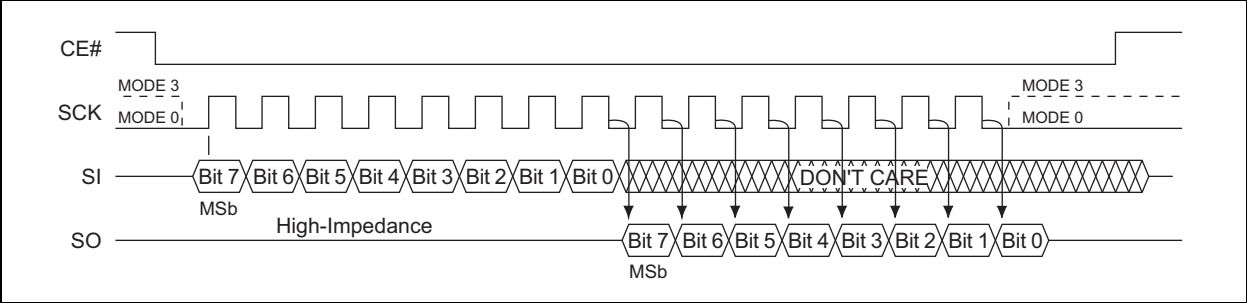 CE#
MODE 3 MODE 3
SCK MODE 0 MODE 0
SI Bit 7 Bit 6 Bit 5 Bit 4 Bit 3 Bit 2 Bit 1 Bit 0 DON'T CARE
MSb
High-Impedance
SO Bit 7 Bit 6 Bit 5 Bit 4 Bit 3 Bit 2 Bit 1 Bit 0
MSb